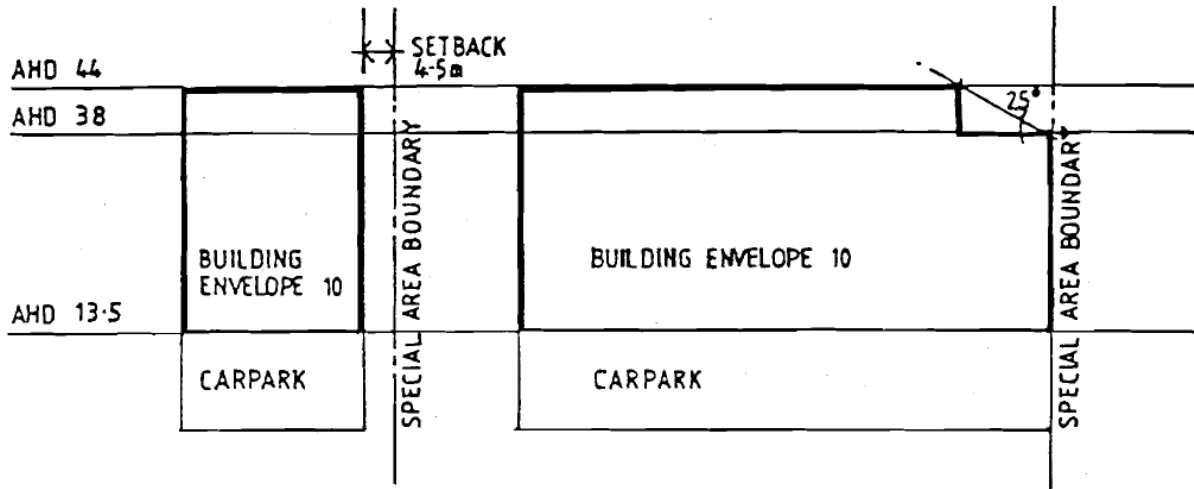 SETBACK
4·5m
AHD 44
AHD 38
25°
SPECIAL AREA BOUNDARY
SPECIAL AREA BOUNDAR
BUILDING
ENVELOPE 10
BUILDING ENVELOPE 10
AHD 13·5
CARPARK
CARPARK